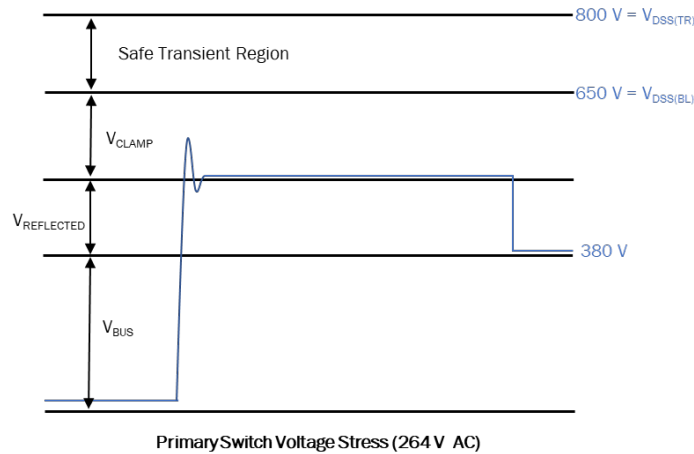 800 V = VDSS(TR)
Safe Transient Region
650 V = VDSS(BL)
VCLAMP
VREFLECTED
380 V
VBUS
Primary Switch Voltage Stress (264 V AC)